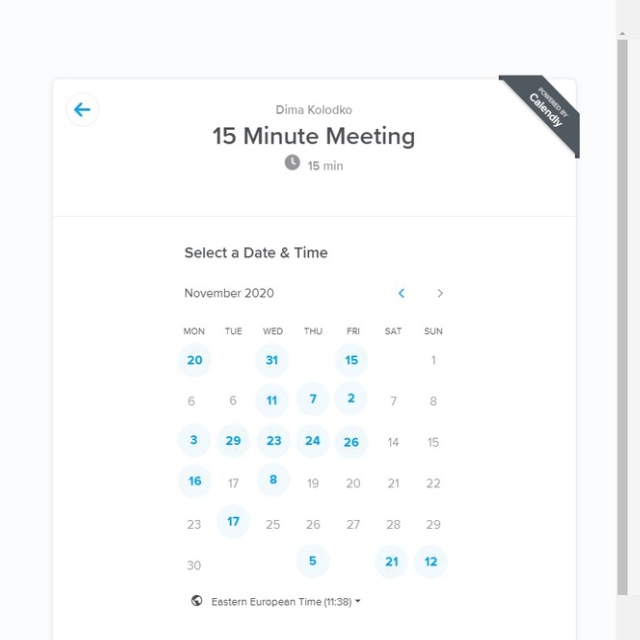 POWERED BY
Calendly
Dima Kolodko
15 Minute Meeting
15 min
Select a Date & Time
November 2020
MON TUE WED THU FRI SAT SUN
20 31 15 1
6 6 11 7 2 7 8
3 29 23 24 26 14 15
16 17 8 19 20 21 22
23 17 25 26 27 28 29
30 5 21 12
Eastern European Time (11:38)